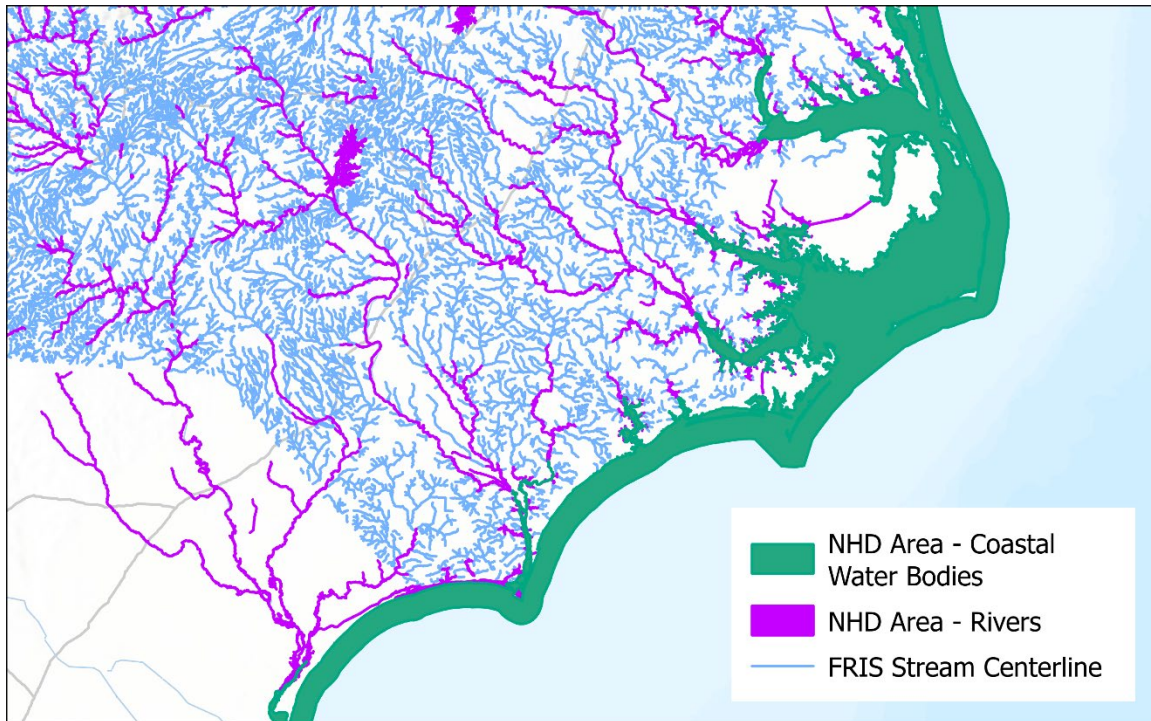 NHD Area - Coastal
Water Bodies
NHD Area - Rivers
FRIS Stream Centerline